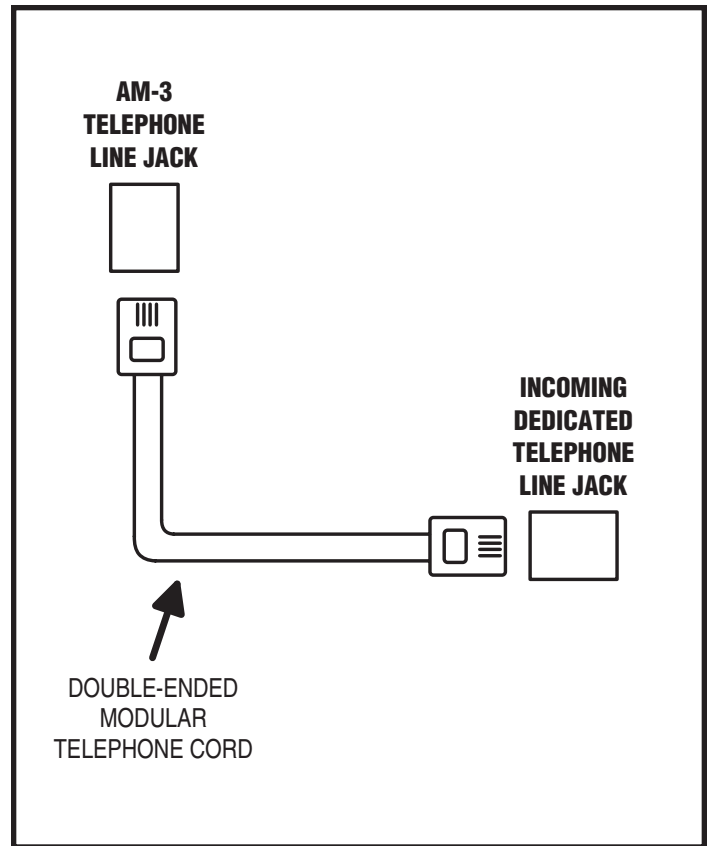 AM-3
TELEPHONE
LINE JACK
INCOMING
DEDICATED
TELEPHONE
LINE JACK
DOUBLE-ENDED
MODULAR
TELEPHONE CORD